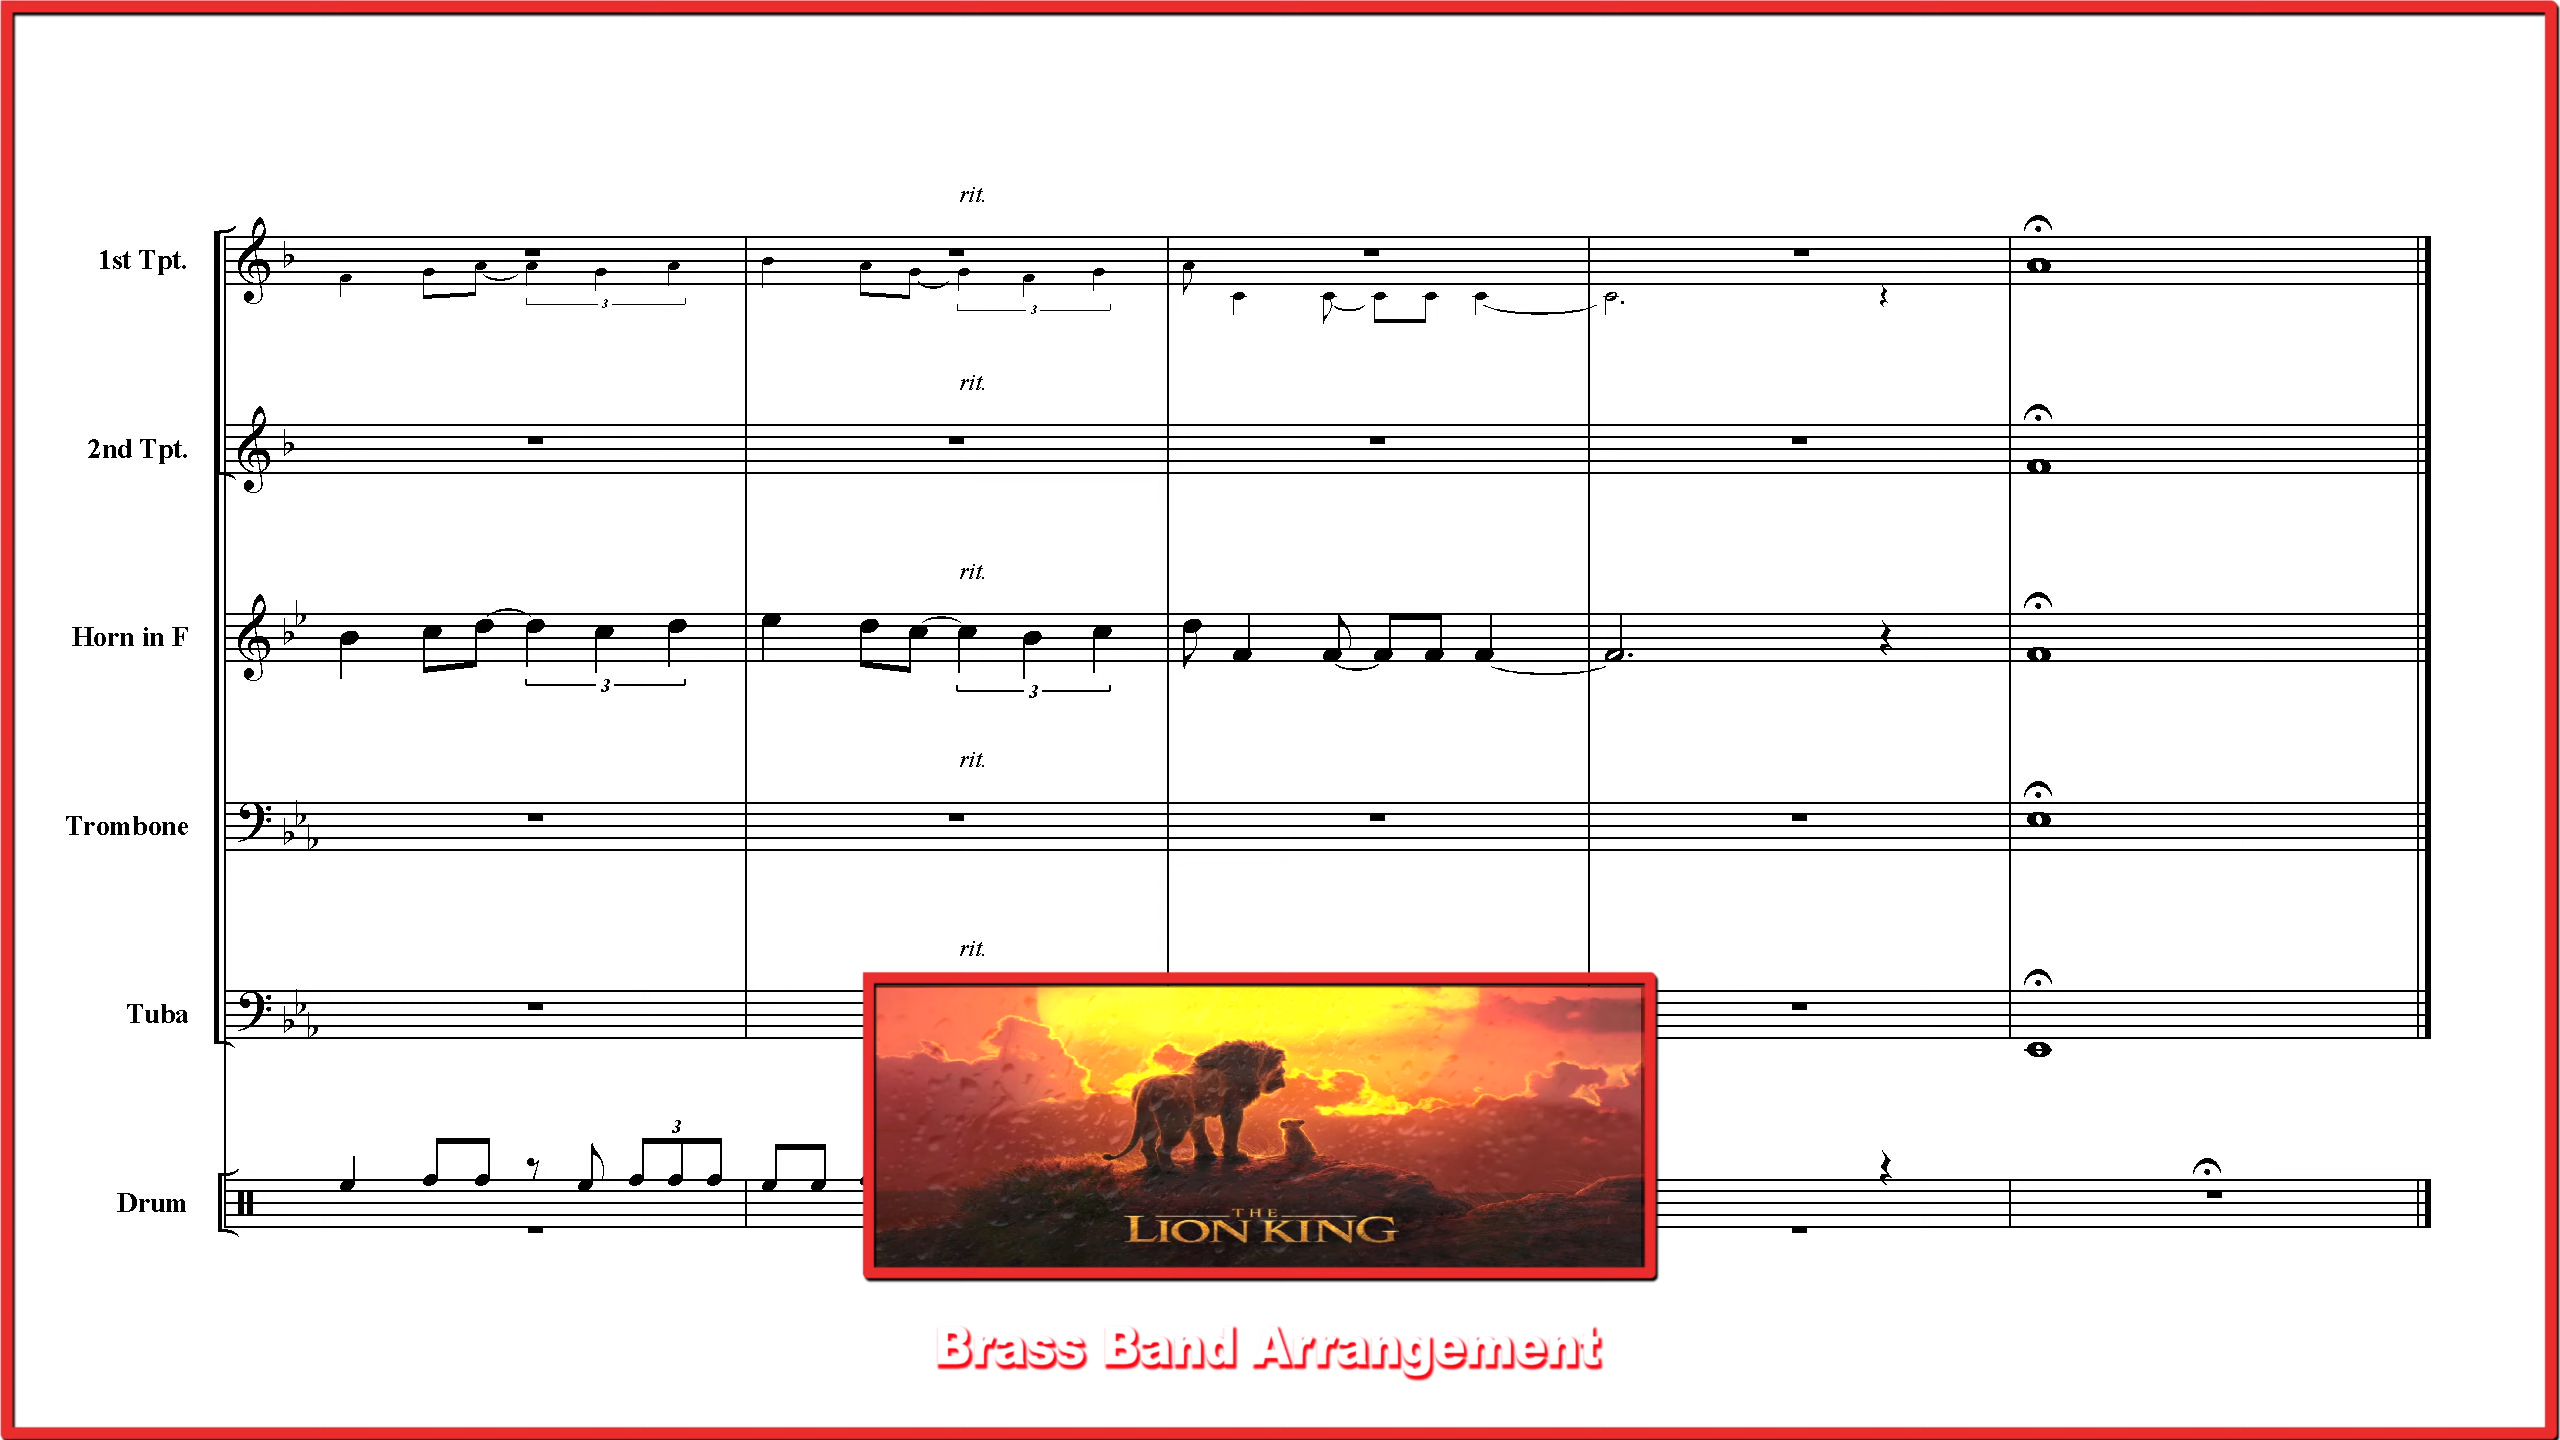 rit.
1st Tpt.
3
3
rit.
2nd Tpt.
rit.
Horn in F
3
3
rit.
Trombone
rit.
Tuba
3
Drum
THE
LION KING
Brass Band Arrangement